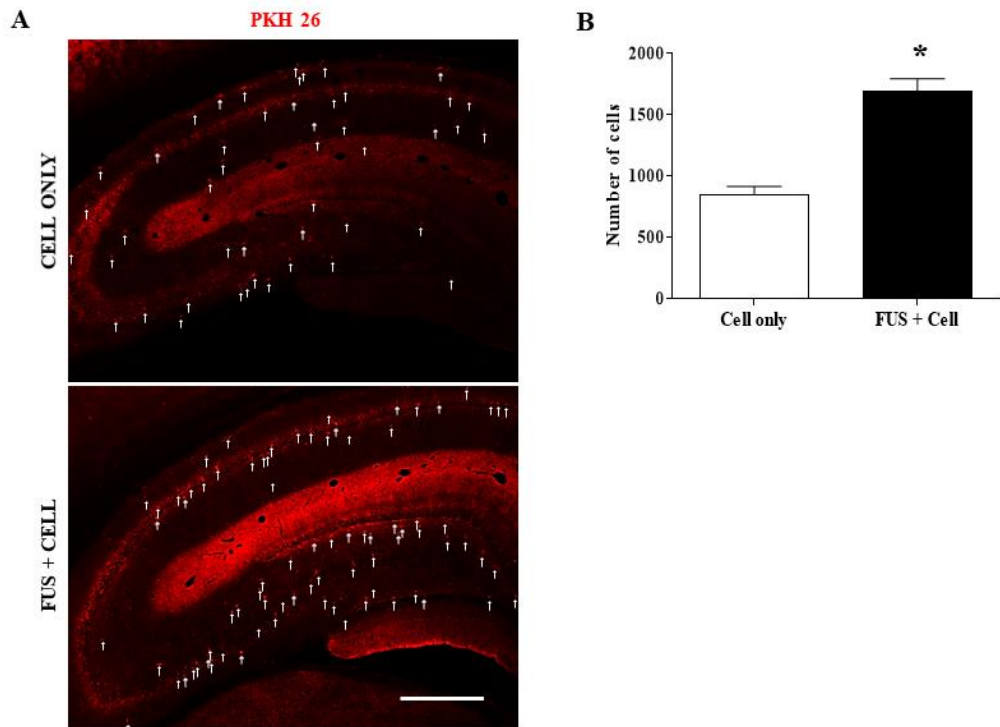 A
PKH 26
CELL ONLY
FUS + CELL
B
*
2000
1500
1000
500
0
Number of cells
Cell only
FUS + Cell